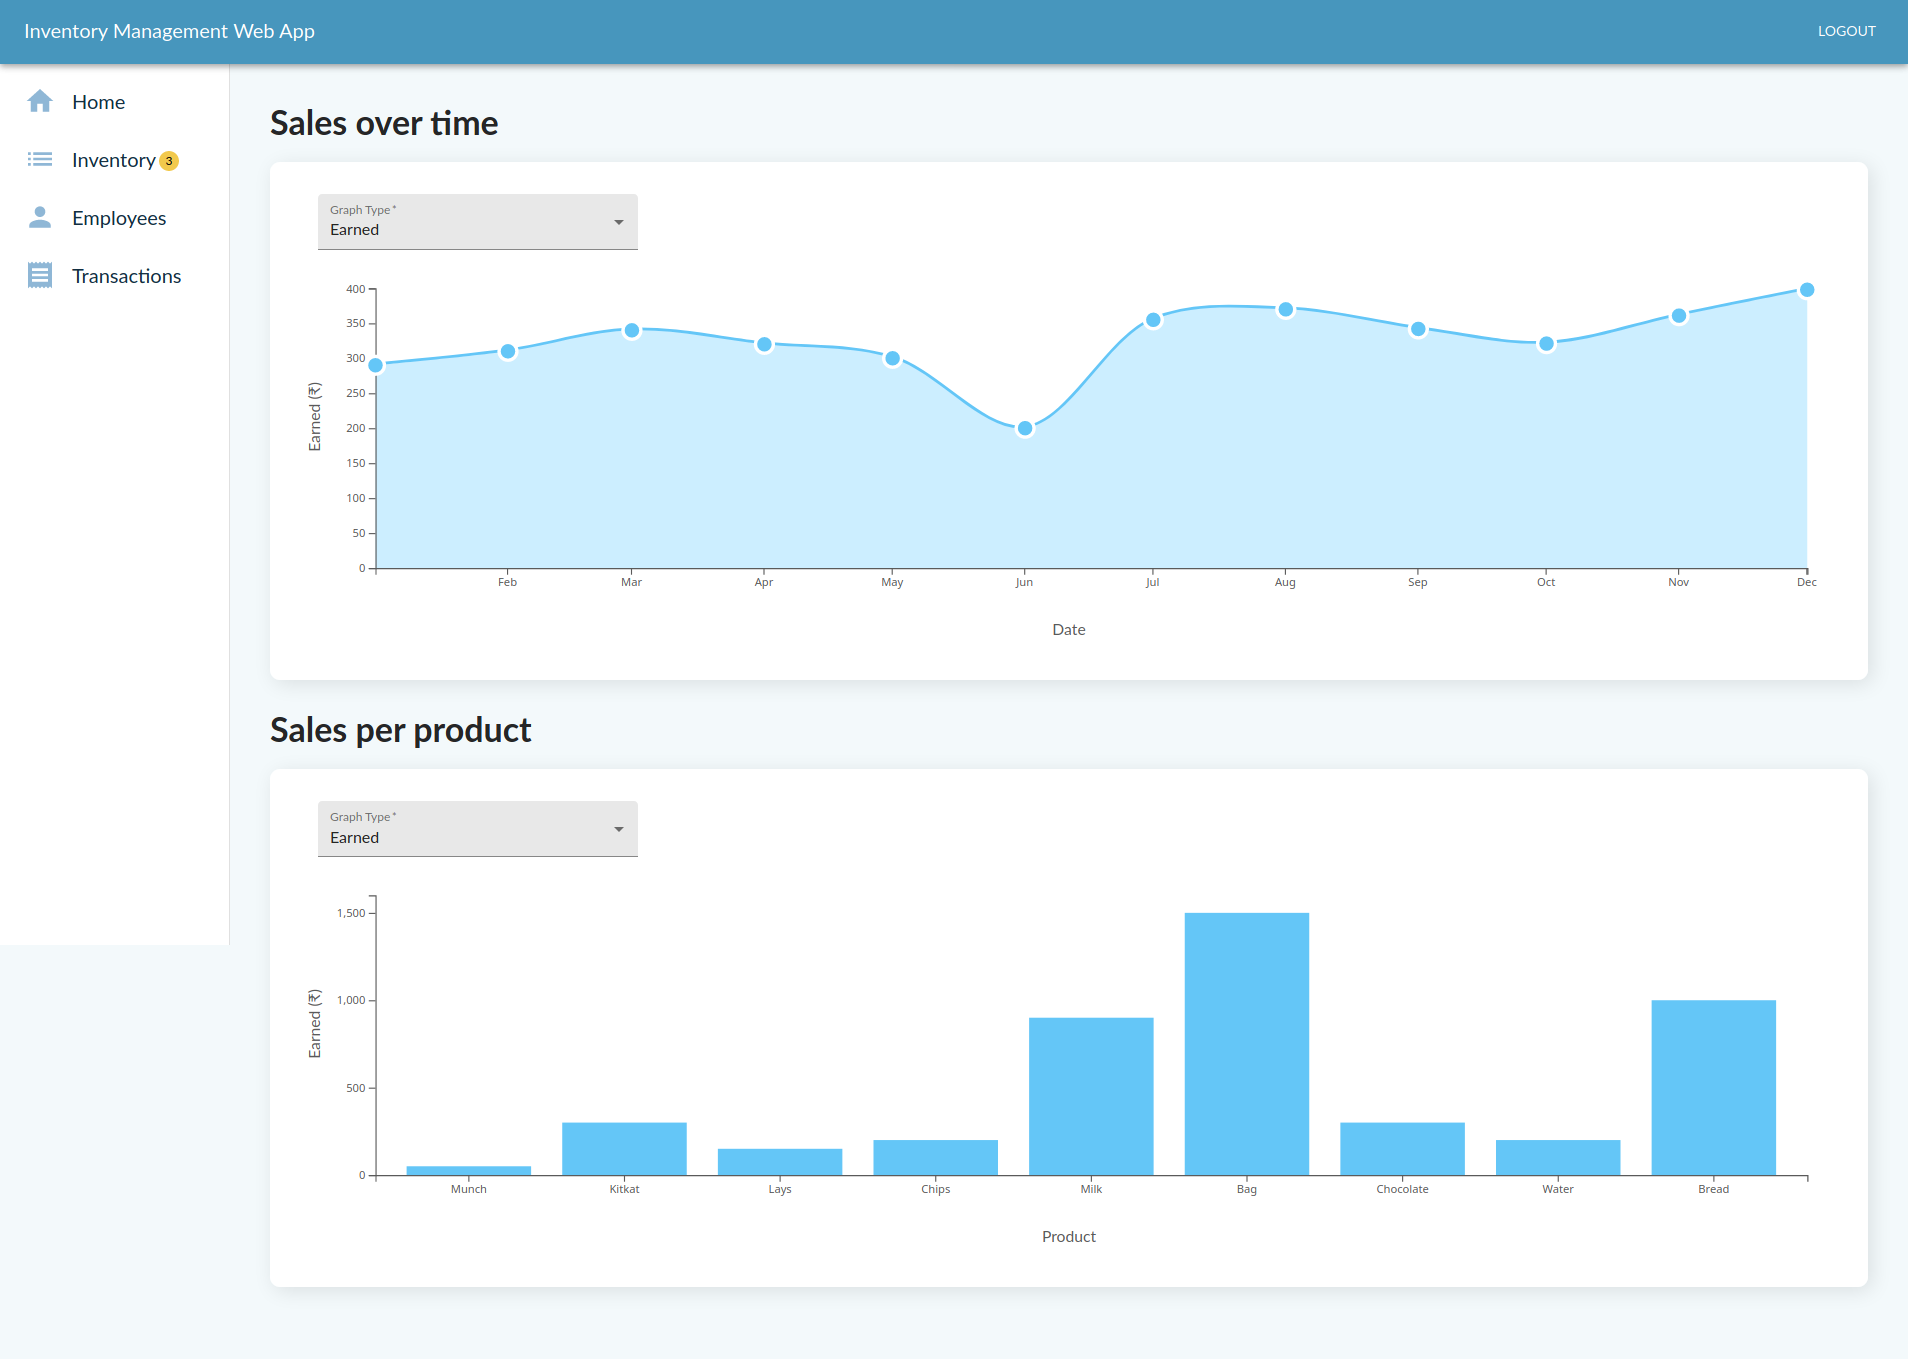 Inventory Management Web App
LOGOUT
Home
Inventory 3
Employees
Transactions
Sales over time
Graph Type *
Earned
400
350
300
250
200
150
100
50
0
Earned (₹)
Feb Mar Apr May Jun Jul Aug Sep Oct Nov Dec
Date
Sales per product
Graph Type *
Earned
1,500
1,000
500
0
Earned (₹)
Munch Kitkat Lays Chips Milk Bag Chocolate Water Bread
Product